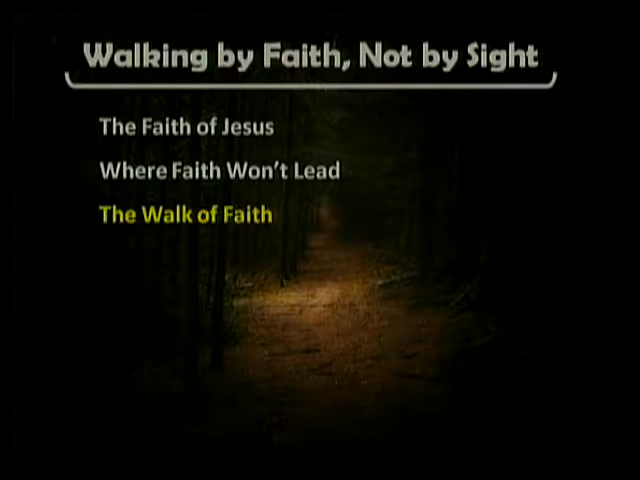 Walking by Faith, Not by Sight
The Faith of Jesus
Where Faith Won't Lead
The Walk of Faith